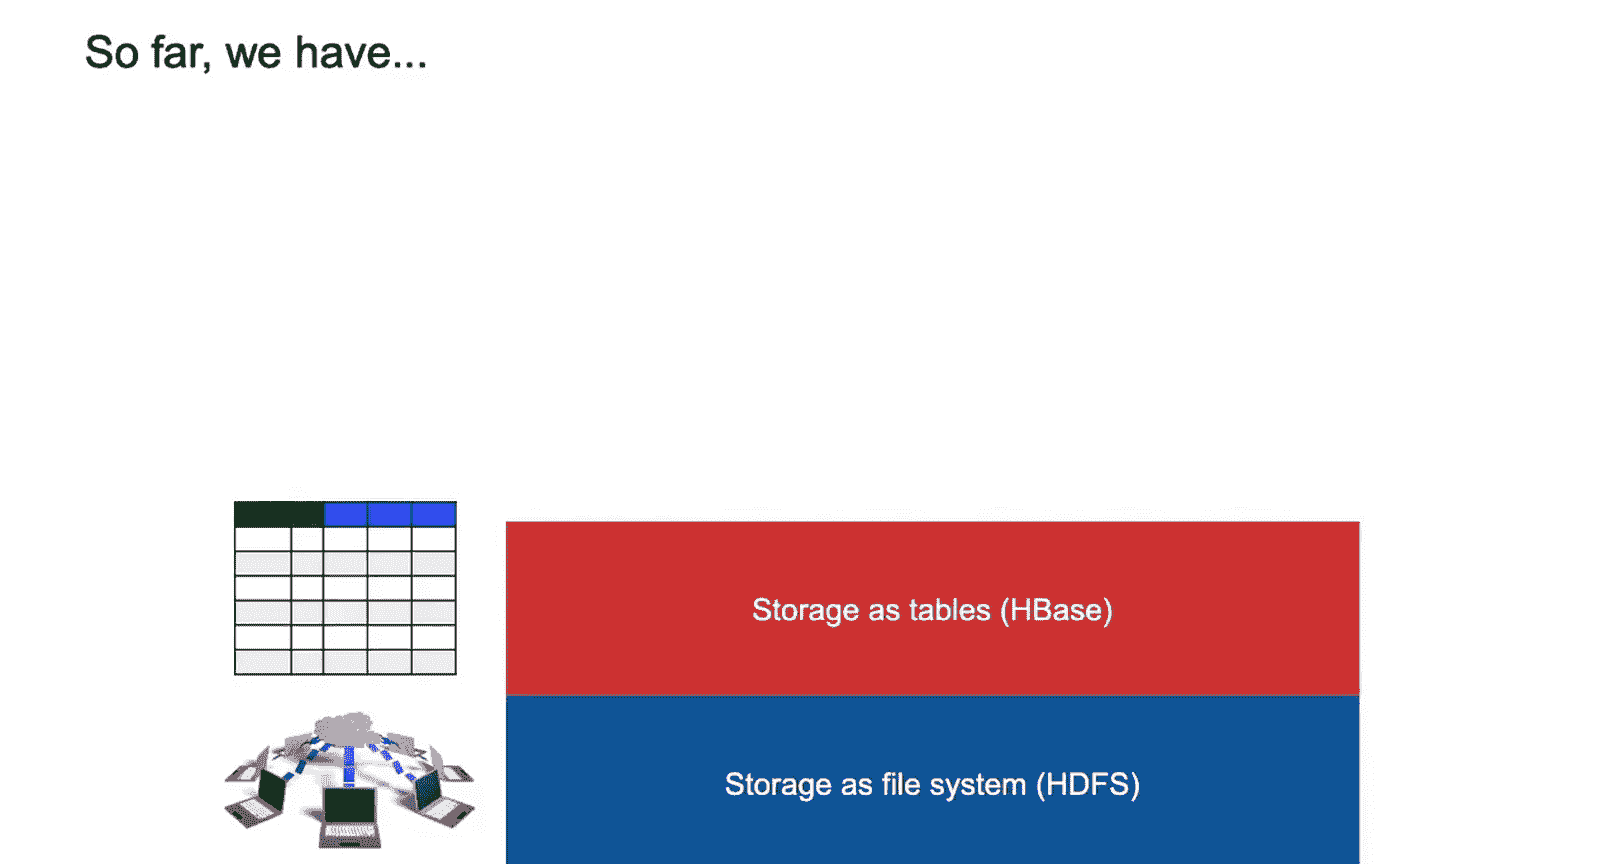 So far, we have...
Storage as tables (HBase)
Storage as file system (HDFS)